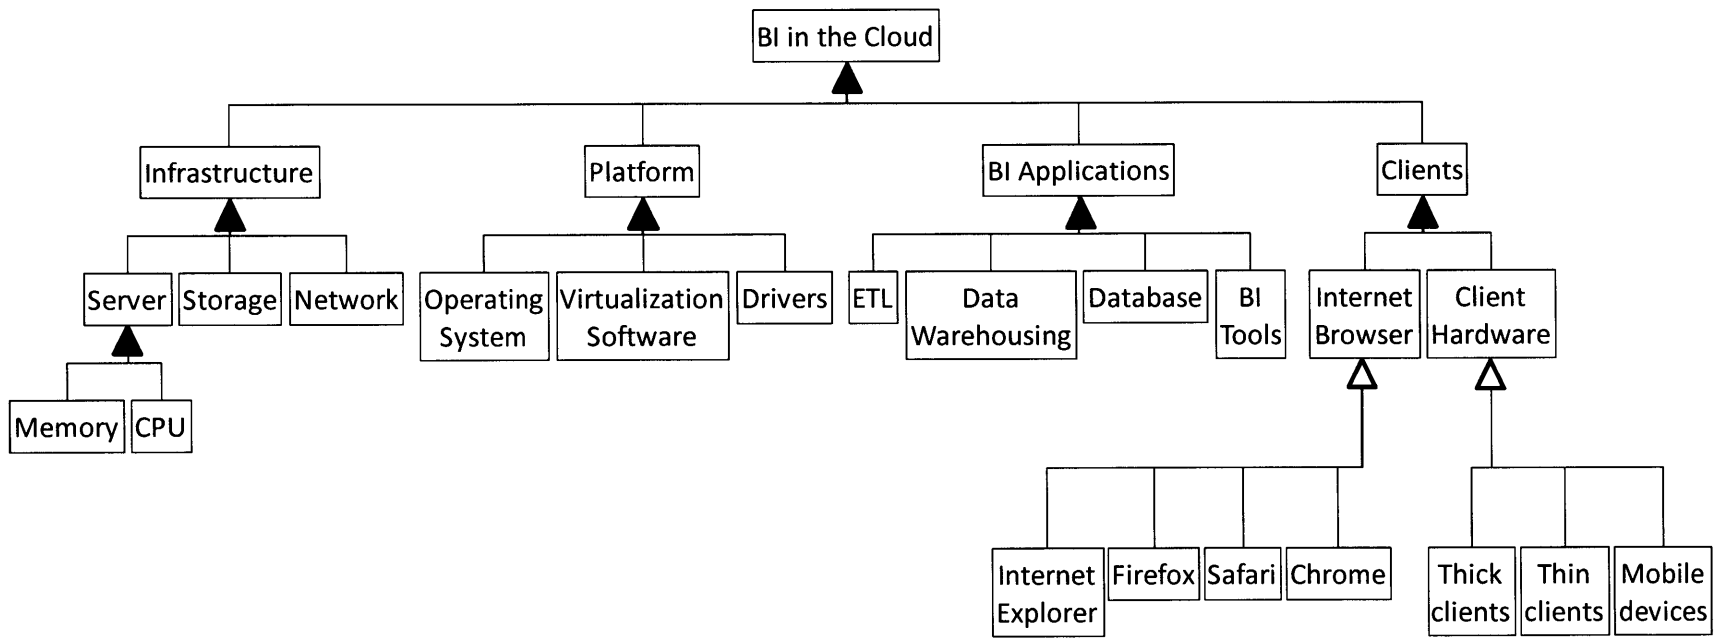 BI in the Cloud
Infrastructure
Platform
BI Applications
Clients
Server
Storage
Network
Operating
System
Virtualization
Software
Drivers
ETL
Data
Warehousing
Database
BI
Tools
Internet
Browser
Client
Hardware
Memory
CPU
Internet
Explorer
Firefox
Safari
Chrome
Thick
clients
Thin
clients
Mobile
devices